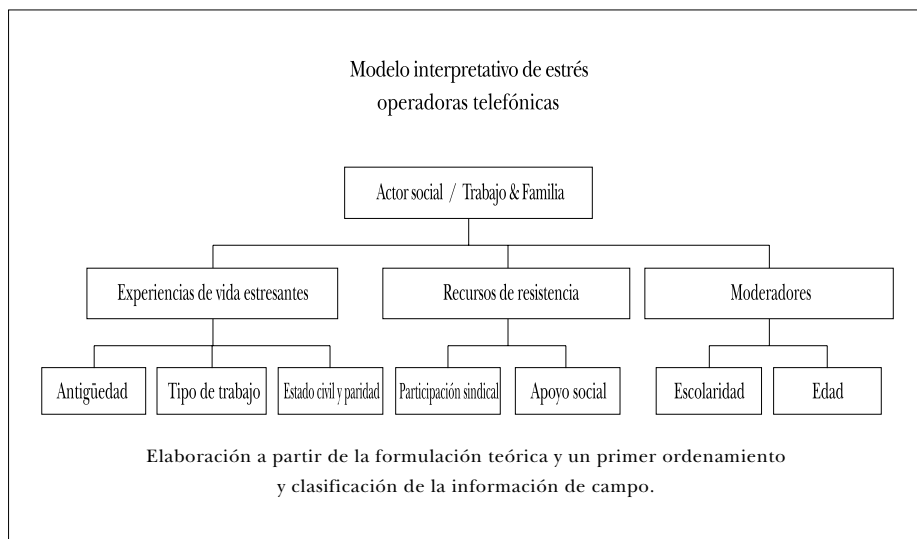 Modelo interpretativo de estrés
operadoras telefónicas
Actor social / Trabajo & Familia
Experiencias de vida estresantes
Recursos de resistencia
Moderadores
Antigüedad
Tipo de trabajo
Estado civil y paridad
Participación sindical
Apoyo social
Escolaridad
Edad
Elaboración a partir de la formulación teórica y un primer ordenamiento
y clasificación de la información de campo.